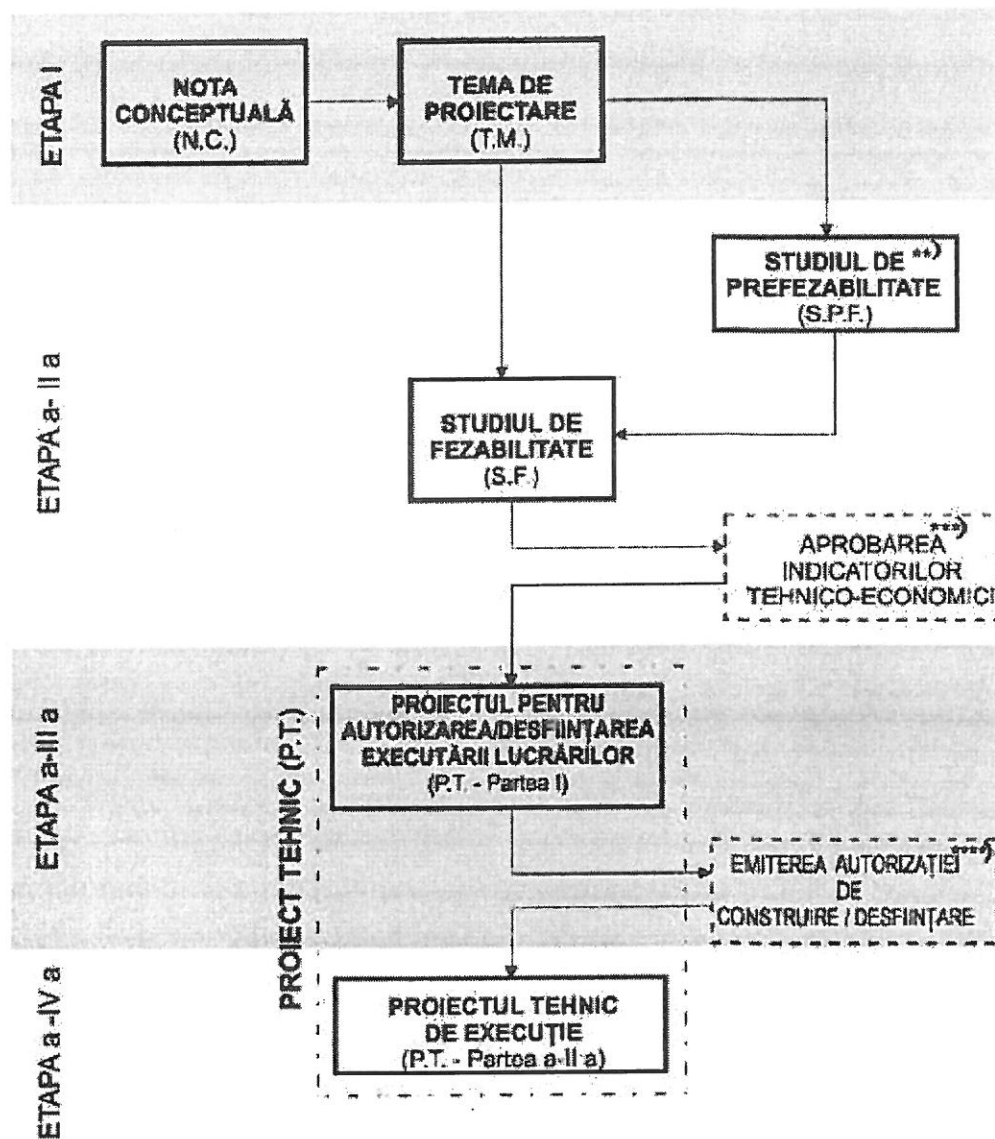 ETAPA I
NOTA
CONCEPTUALĂ
(N.C.)
TEMA DE
PROIECTARE
(T.M.)
ETAPA a- II a
STUDIUL DE **)
PREFEZABILITATE
(S.P.F.)
STUDIUL DE
FEZABILITATE
(S.F.)
***)
APROBAREA
INDICATORILOR
TEHNICO-ECONOMICI
ETAPA a-III a
PROIECT TEHNIC (P.T.)
PROIECTUL PENTRU
AUTORIZAREA/DESFIINȚAREA
EXECUTĂRII LUCRĂRILOR
(P.T. - Partea I)
EMITEREA AUTORIZAȚIEI ****)
DE
CONSTRUIRE / DESFIINȚARE
ETAPA a -IV a
PROIECTUL TEHNIC
DE EXECUȚIE
(P.T. - Partea a-II a)